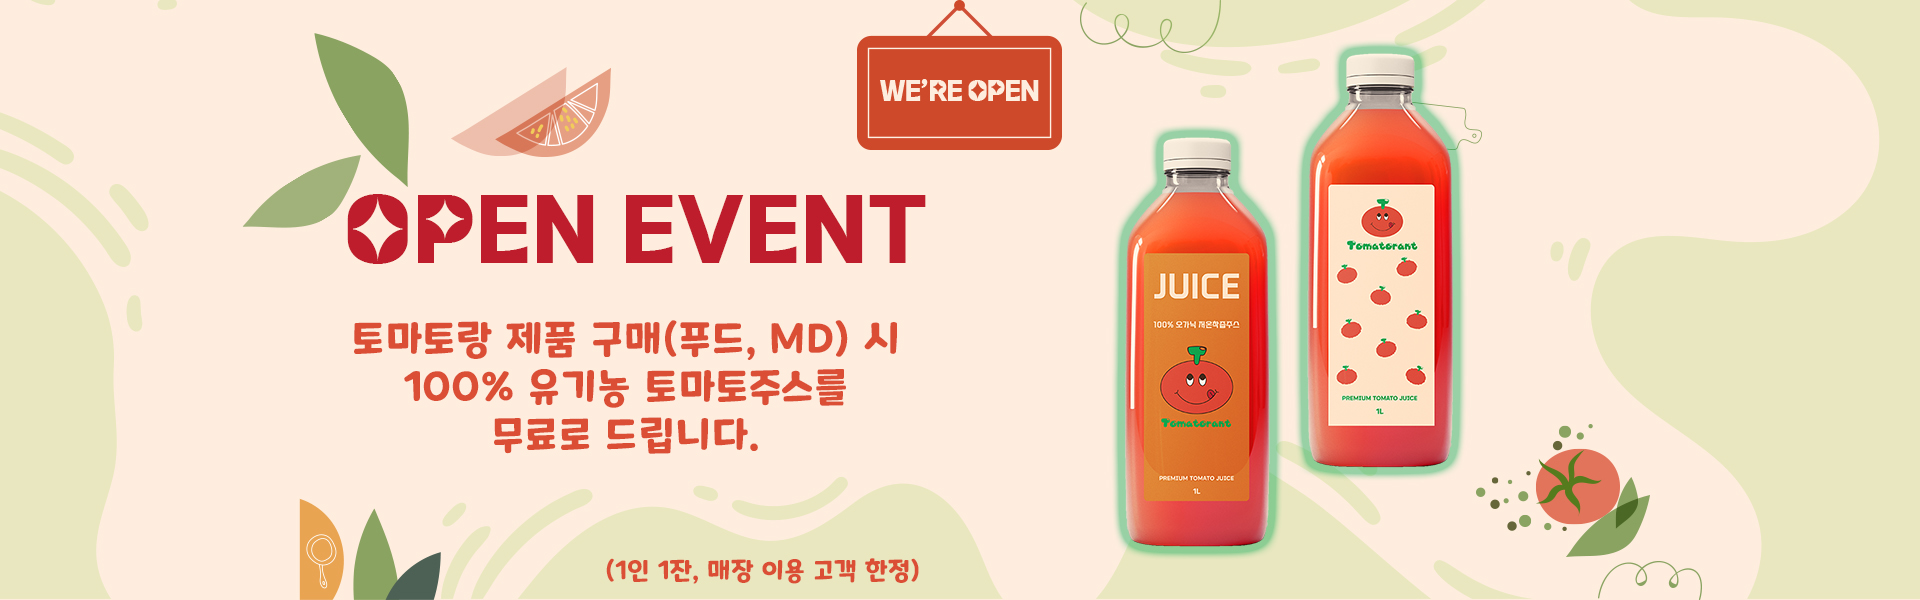 WE'RE OPEN
OPEN EVENT
토마토랑 제품 구매(푸드, MD) 시
100% 유기농 토마토주스를
무료로 드립니다.
(1인 1잔, 매장 이용 고객 한정)
JUICE
100% 오가닉 저온착즙주스
Tomatorant
PREMIUM TOMATO JUICE
1L
Tomatorant
PREMIUM TOMATO JUICE
1L